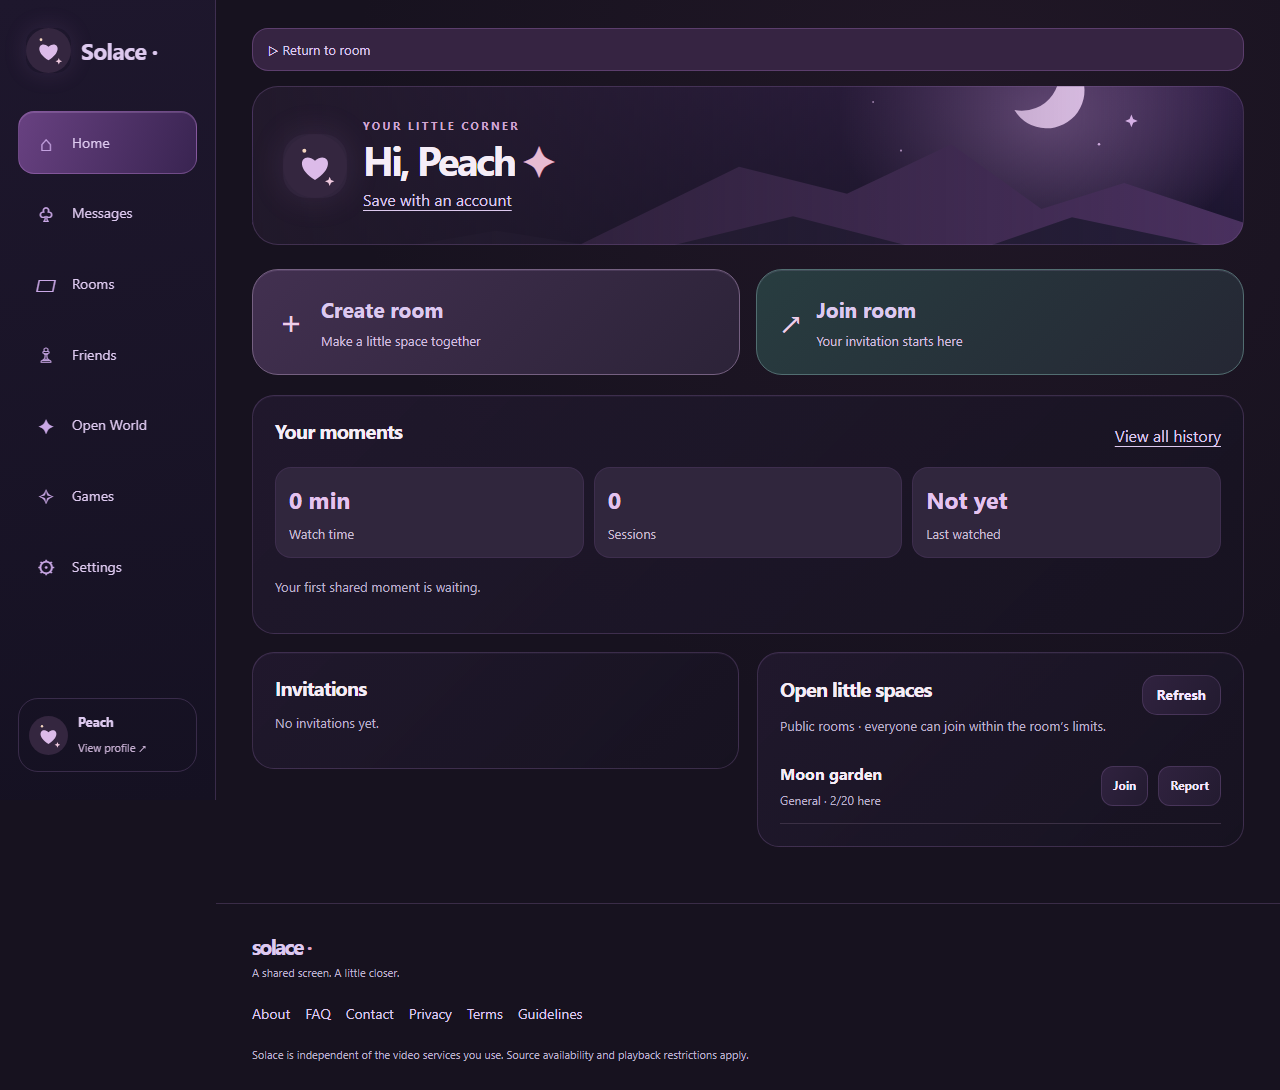 Solace ·
Home
Messages
Rooms
Friends
Open World
Games
Settings
Peach
View profile ↗
▷ Return to room
YOUR LITTLE CORNER
Hi, Peach ✦
Save with an account
Create room
Make a little space together
Join room
Your invitation starts here
Your moments
View all history
0 min
Watch time
0
Sessions
Not yet
Last watched
Your first shared moment is waiting.
Invitations
No invitations yet.
Open little spaces
Refresh
Public rooms · everyone can join within the room’s limits.
Moon garden
General · 2/20 here
Join
Report
solace ·
A shared screen. A little closer.
About FAQ Contact Privacy Terms Guidelines
Solace is independent of the video services you use. Source availability and playback restrictions apply.